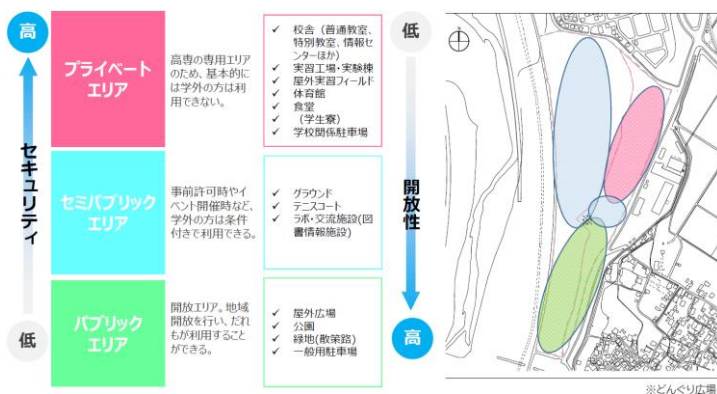 高
セキュリティ
低
プライベート
エリア
高専の専用エリア
のため、基本的に
は学外の方は利
用できない。
✓ 校舎（普通教室、
特別教室、情報セ
ンターほか）
✓ 実習工場・実験棟
✓ 屋外実習フィールド
✓ 体育館
✓ 食堂
✓ （学生寮）
✓ 学校関係駐車場
セミパブリック
エリア
事前許可時やイ
ベント開催時など、
学外の方は条件
付きで利用できる。
✓ グラウンド
✓ テニスコート
✓ ラボ・交流施設(図
書情報施設)
パブリック
エリア
開放エリア。地域
開放を行い、だれ
もが利用すること
ができる。
✓ 屋外広場
✓ 公園
✓ 緑地(散策路)
✓ 一般用駐車場
低
開放性
高
※どんぐり広場